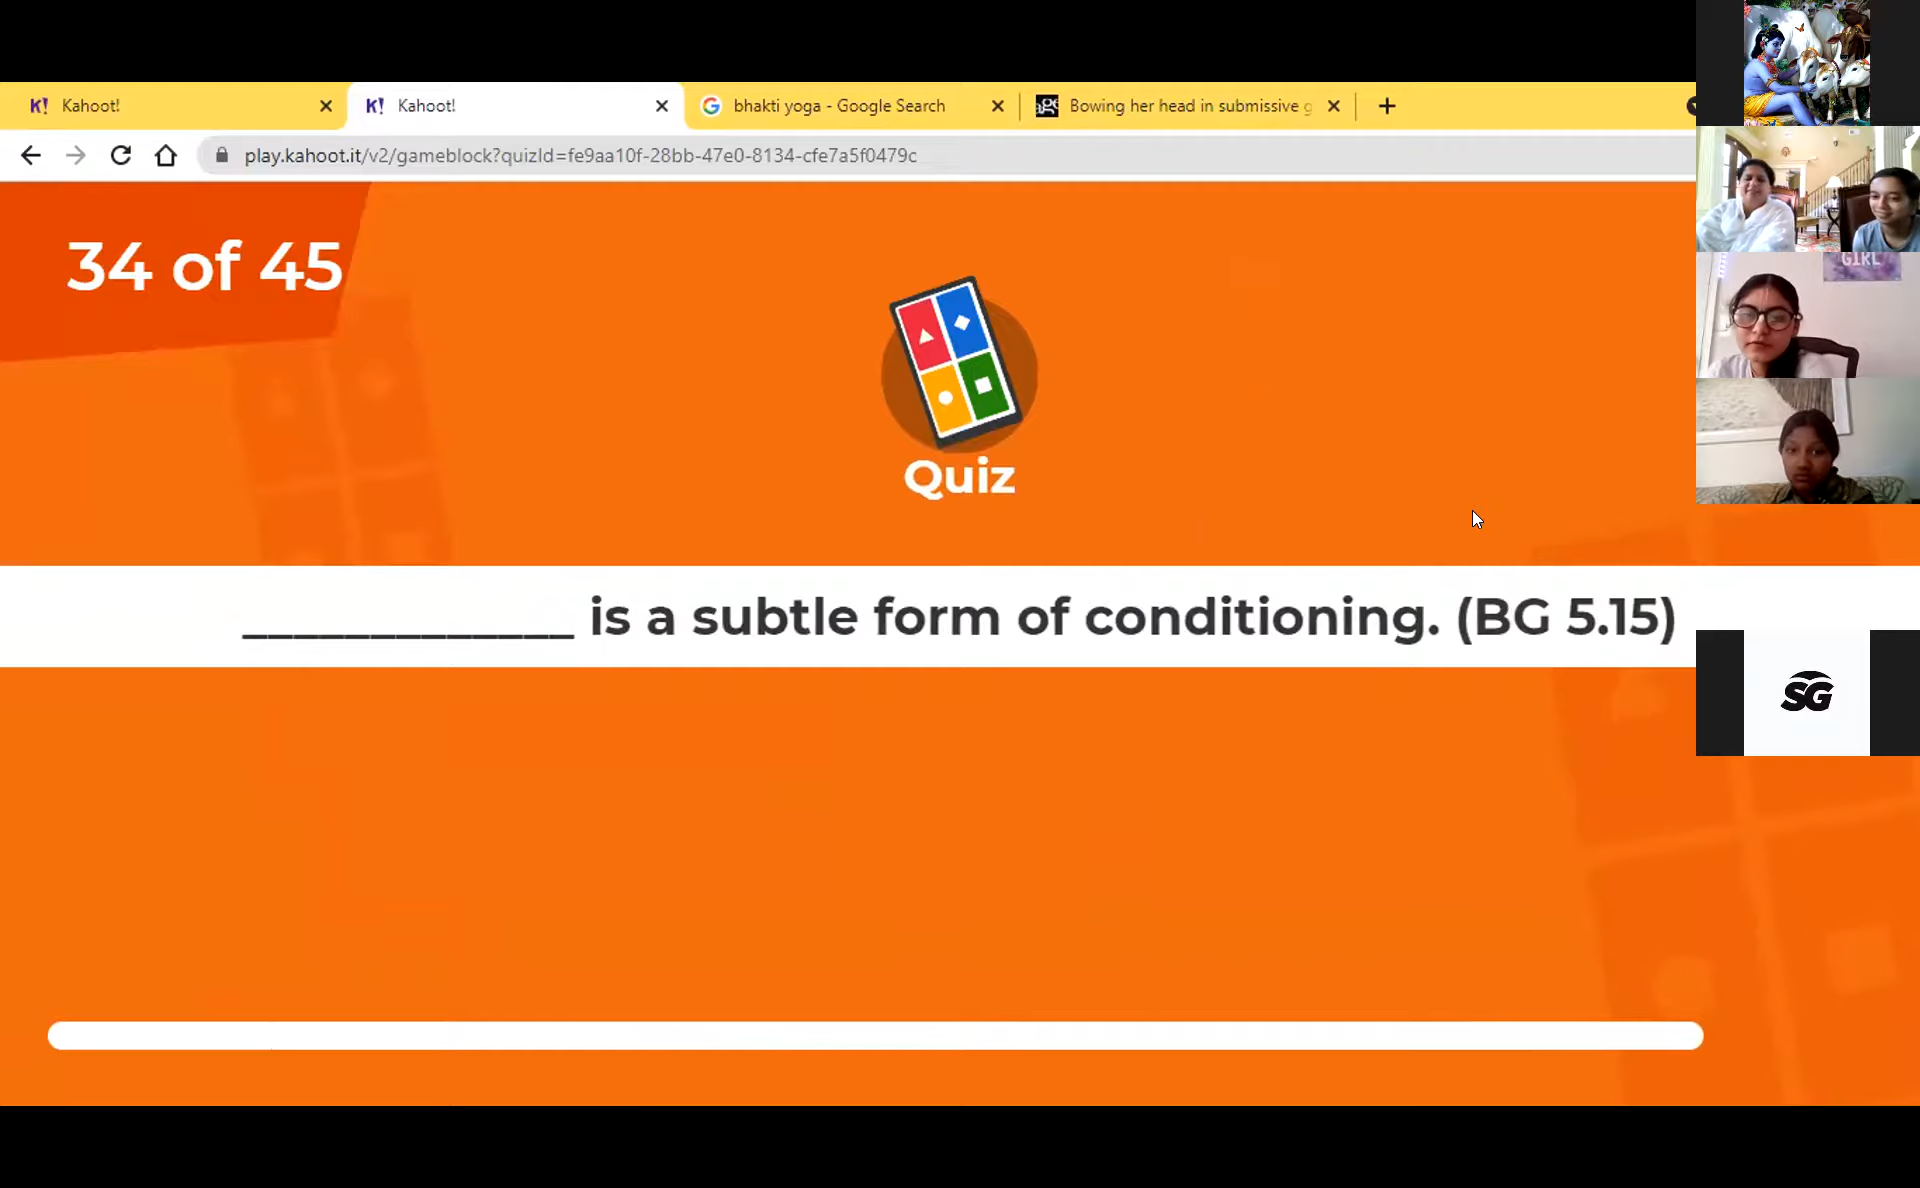 Kahoot!
Kahoot!
bhakti yoga - Google Search
Bowing her head in submissive g
play.kahoot.it/v2/gameblock?quizId=fe9aa10f-28bb-47e0-8134-cfe7a5f0479c
34 of 45
GIRL
Quiz
_____________ is a subtle form of conditioning. (BG 5.15)
SG